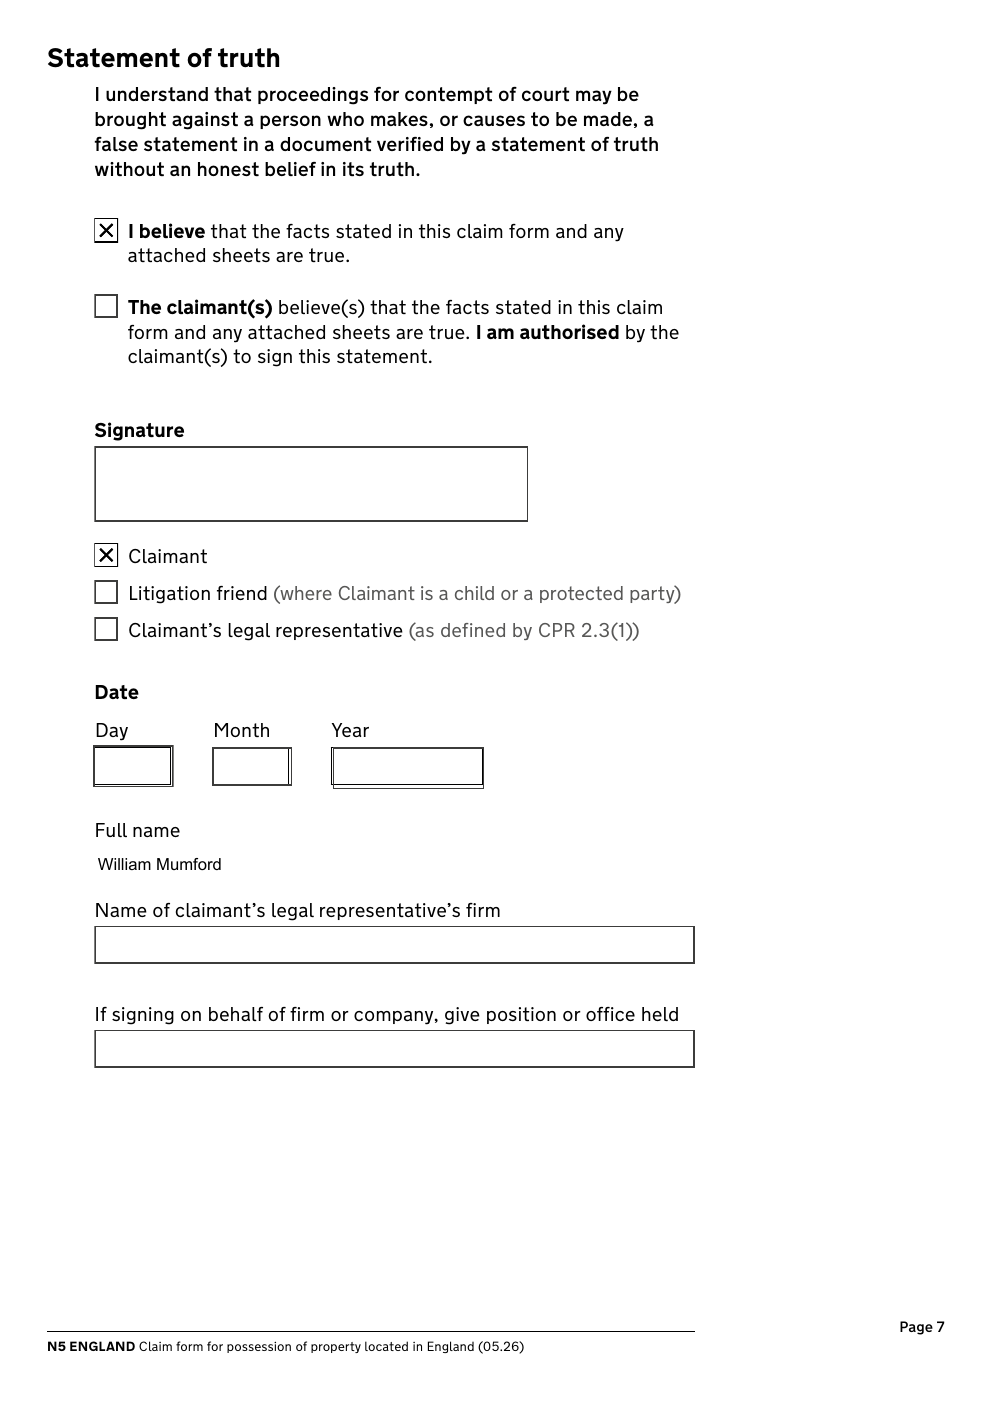 Statement of truth
I understand that proceedings for contempt of court may be
brought against a person who makes, or causes to be made, a
false statement in a document verified by a statement of truth
without an honest belief in its truth.
I believe that the facts stated in this claim form and any
attached sheets are true.
The claimant(s) believe(s) that the facts stated in this claim
form and any attached sheets are true. I am authorised by the
claimant(s) to sign this statement.
Signature
Claimant
Litigation friend (where Claimant is a child or a protected party)
Claimant’s legal representative (as defined by CPR 2.3(1))
Date
Day Month Year
Full name
William Mumford
Name of claimant’s legal representative’s firm
If signing on behalf of firm or company, give position or office held
Page 7
N5 ENGLAND Claim form for possession of property located in England (05.26)